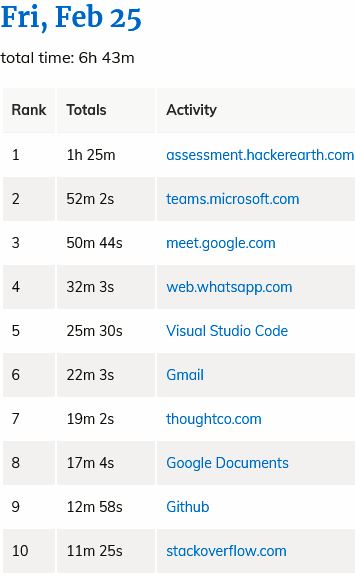 Fri, Feb 25
total time: 6h 43m
Rank Totals Activity
1 1h 25m assessment.hackerearth.com
2 52m 2s teams.microsoft.com
3 50m 44s meet.google.com
4 32m 3s web.whatsapp.com
5 25m 30s Visual Studio Code
6 22m 3s Gmail
7 19m 2s thoughtco.com
8 17m 4s Google Documents
9 12m 58s Github
10 11m 25s stackoverflow.com